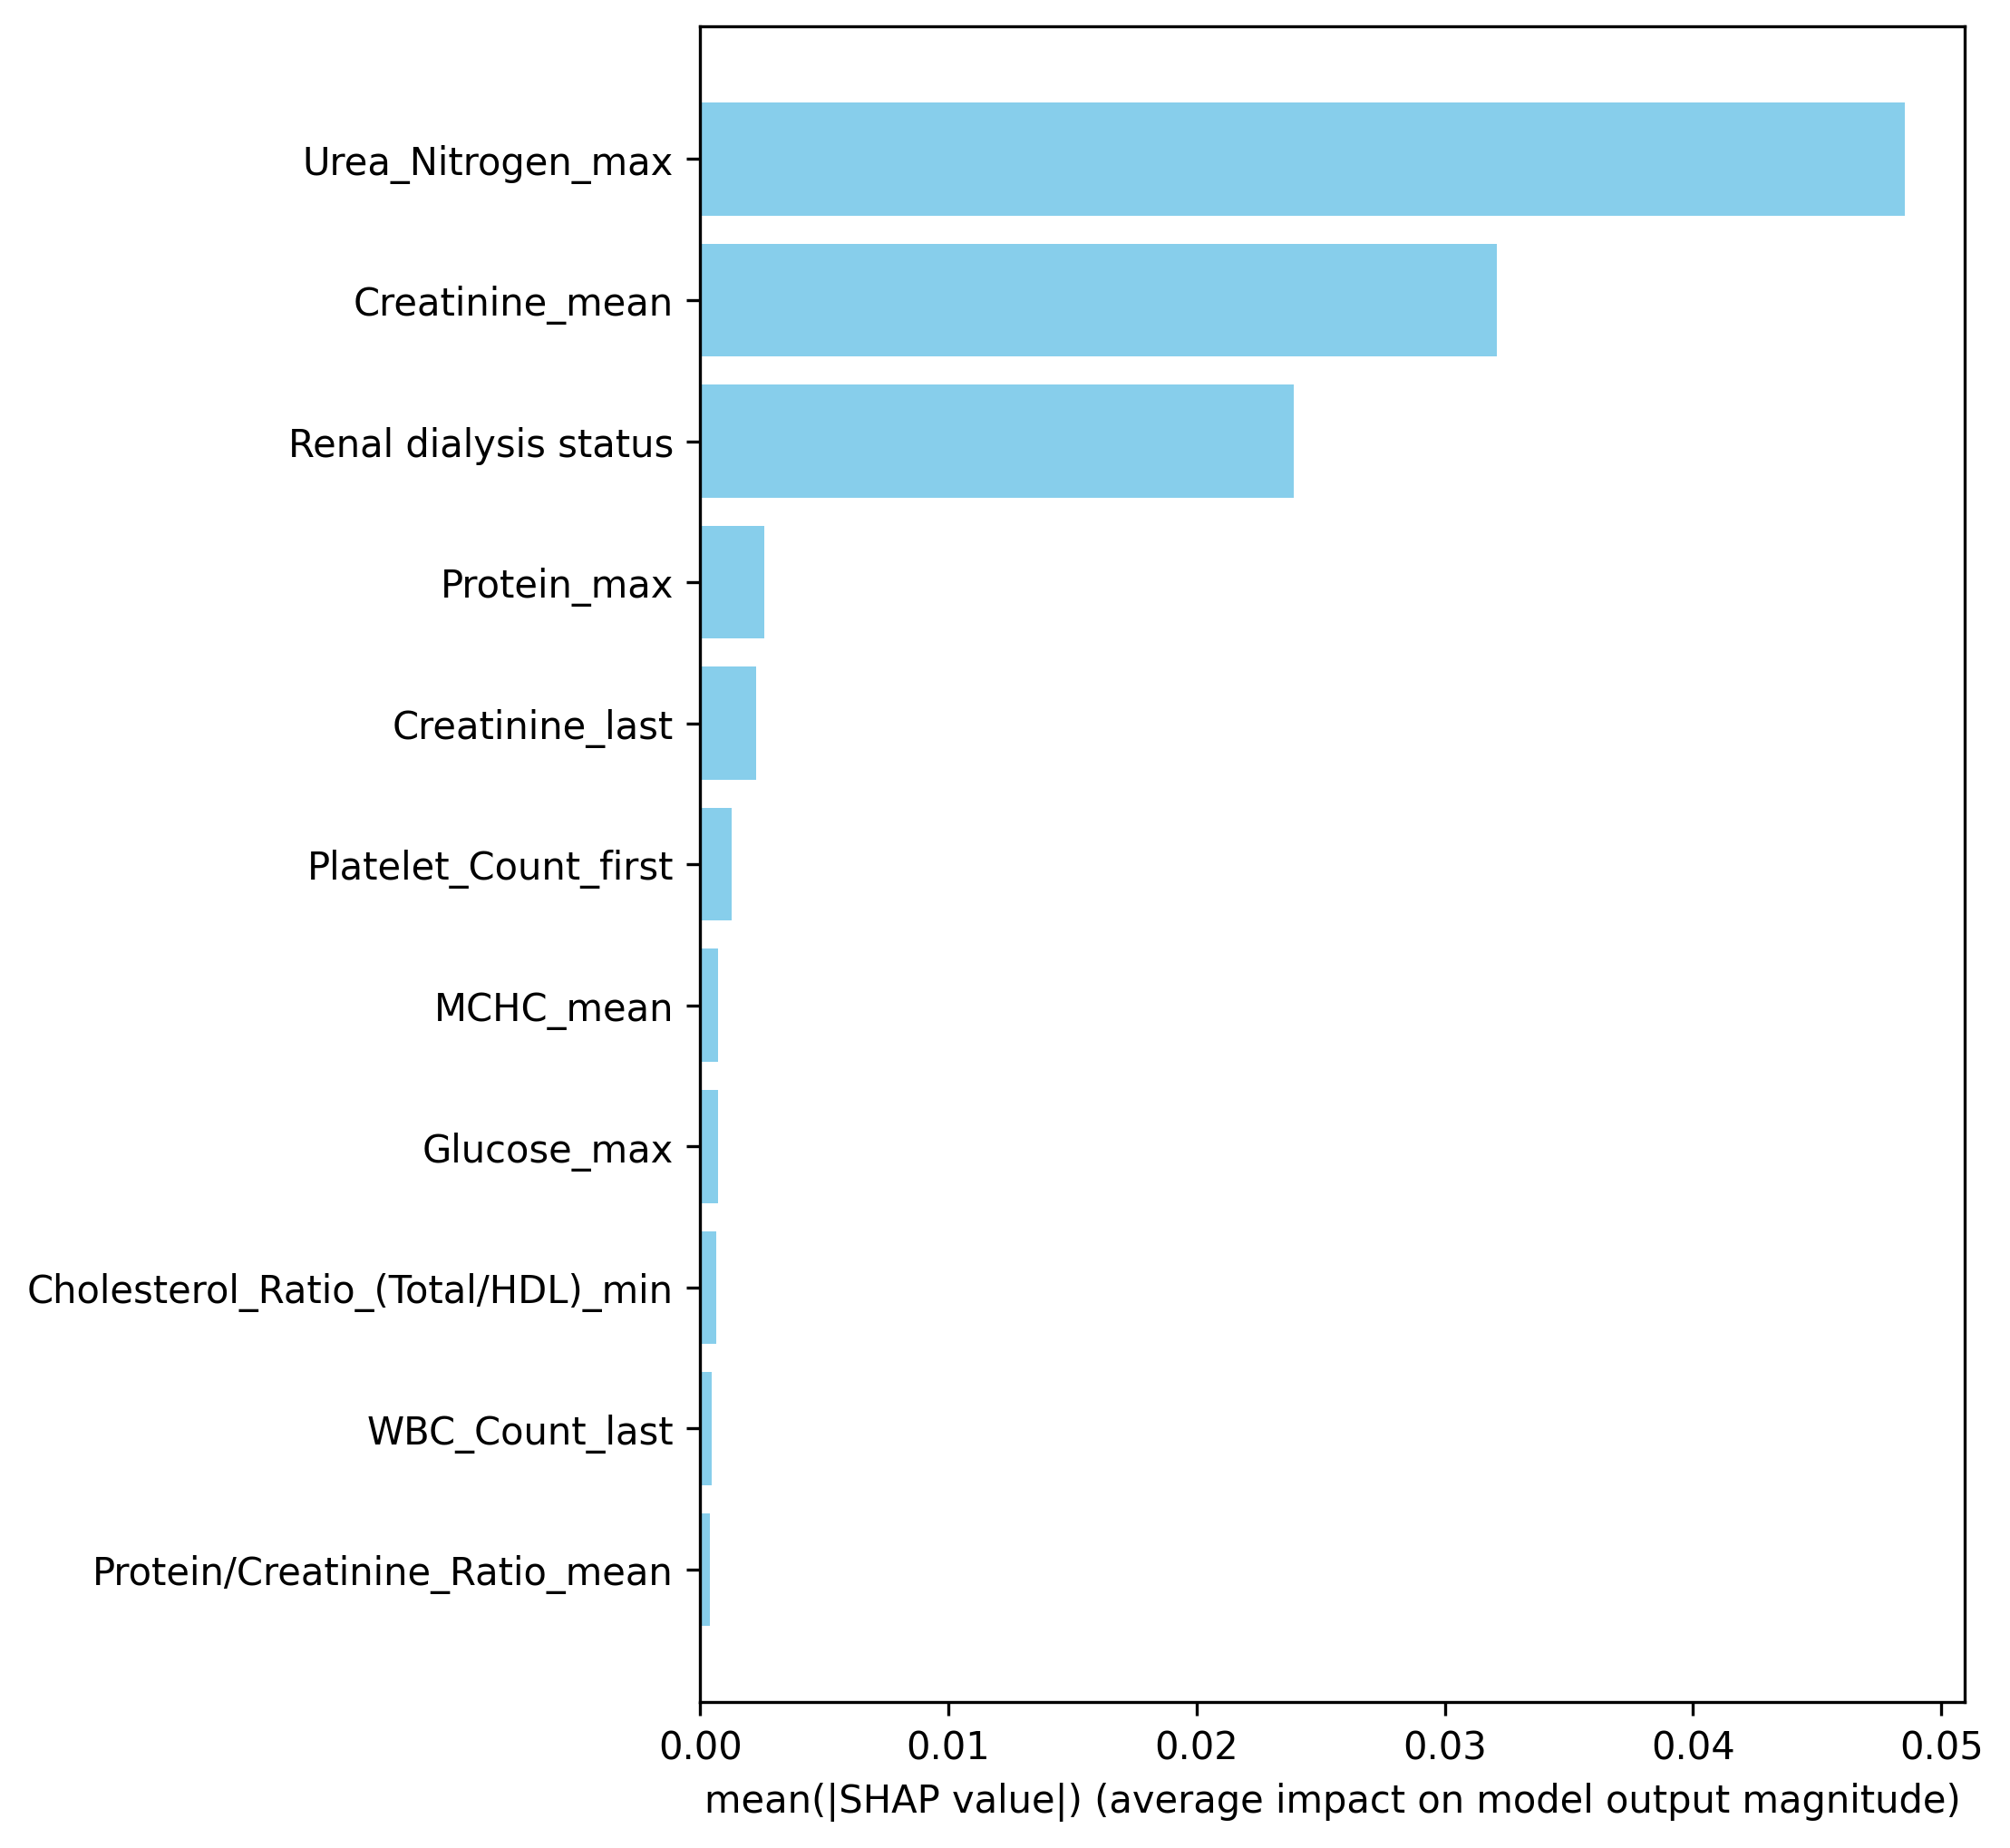 Urea_Nitrogen_max
Creatinine_mean
Renal dialysis status
Protein_max
Creatinine_last
Platelet_Count_first
MCHC_mean
Glucose_max
Cholesterol_Ratio_(Total/HDL)_min
WBC_Count_last
Protein/Creatinine_Ratio_mean
0.00 0.01 0.02 0.03 0.04 0.05
mean(|SHAP value|) (average impact on model output magnitude)